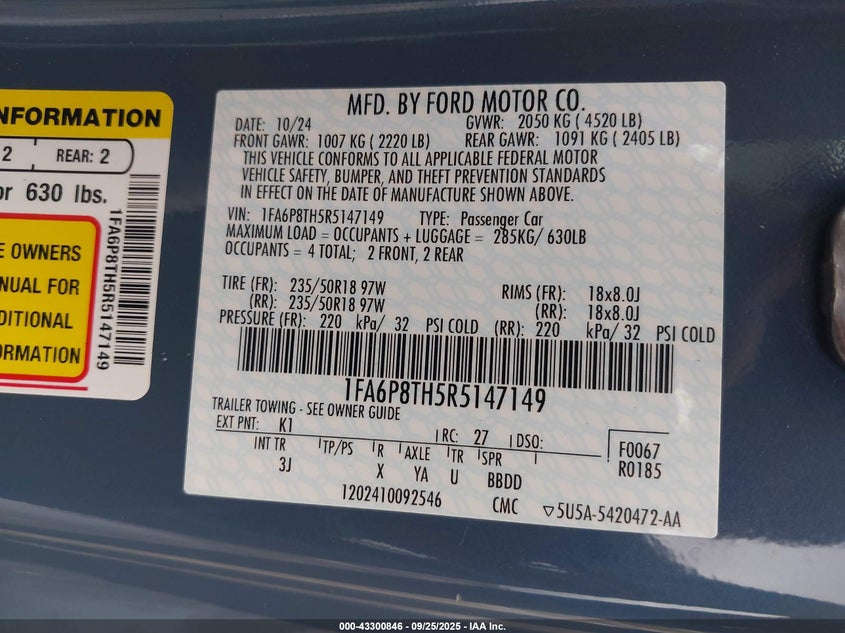 NFORMATION
2 REAR: 2
or 630 lbs.
E OWNERS
ANUAL FOR
DITIONAL
ORMATION
1FA6P8TH5R5147149
MFD. BY FORD MOTOR CO.
DATE: 10/24 GVWR: 2050 KG ( 4520 LB)
FRONT GAWR: 1007 KG ( 2220 LB) REAR GAWR: 1091 KG ( 2405 LB)
THIS VEHICLE CONFORMS TO ALL APPLICABLE FEDERAL MOTOR
VEHICLE SAFETY, BUMPER, AND THEFT PREVENTION STANDARDS
IN EFFECT ON THE DATE OF MANUFACTURE SHOWN ABOVE.
VIN: 1FA6P8TH5R5147149 TYPE: Passenger Car
MAXIMUM LOAD = OCCUPANTS + LUGGAGE = 285KG/ 630LB
OCCUPANTS = 4 TOTAL; 2 FRONT, 2 REAR
TIRE (FR): 235/50R18 97W RIMS (FR): 18x8.0J
(RR): 235/50R18 97W (RR): 18x8.0J
PRESSURE (FR): 220 kPa/ 32 PSI COLD (RR): 220 kPa/ 32 PSI COLD
1FA6P8TH5R5147149
TRAILER TOWING - SEE OWNER GUIDE
EXT PNT: K1 RC: 27 DSO: F0067
INT TR TP/PS R AXLE TR SPR R0185
3J X YA U BBDD
1202410092546 CMC ▽5U5A-5420472-AA
000-43300846 - 09/25/2025 - IAA Inc.